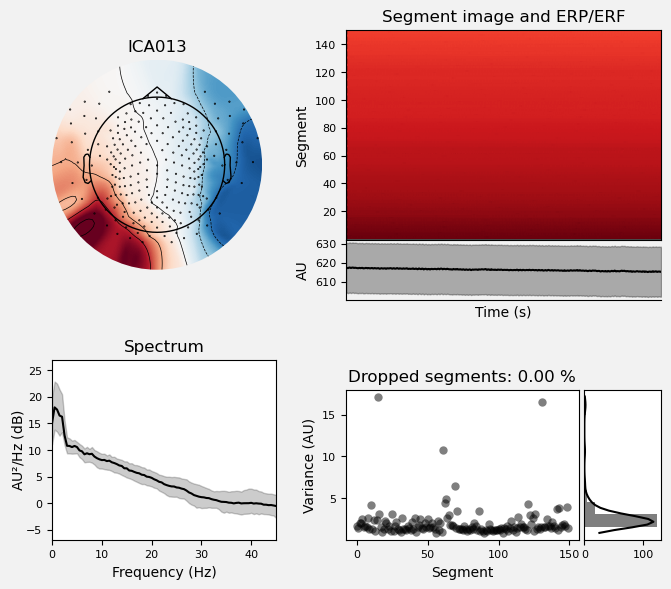 ICA013
Segment image and ERP/ERF
Segment
140
120
100
80
60
40
20
AU
630
620
610
Time (s)
Spectrum
AU²/Hz (dB)
25
20
15
10
5
0
−5
0 10 20 30 40
Frequency (Hz)
Dropped segments: 0.00 %
Variance (AU)
15
10
5
0 50 100 150
Segment
0 100